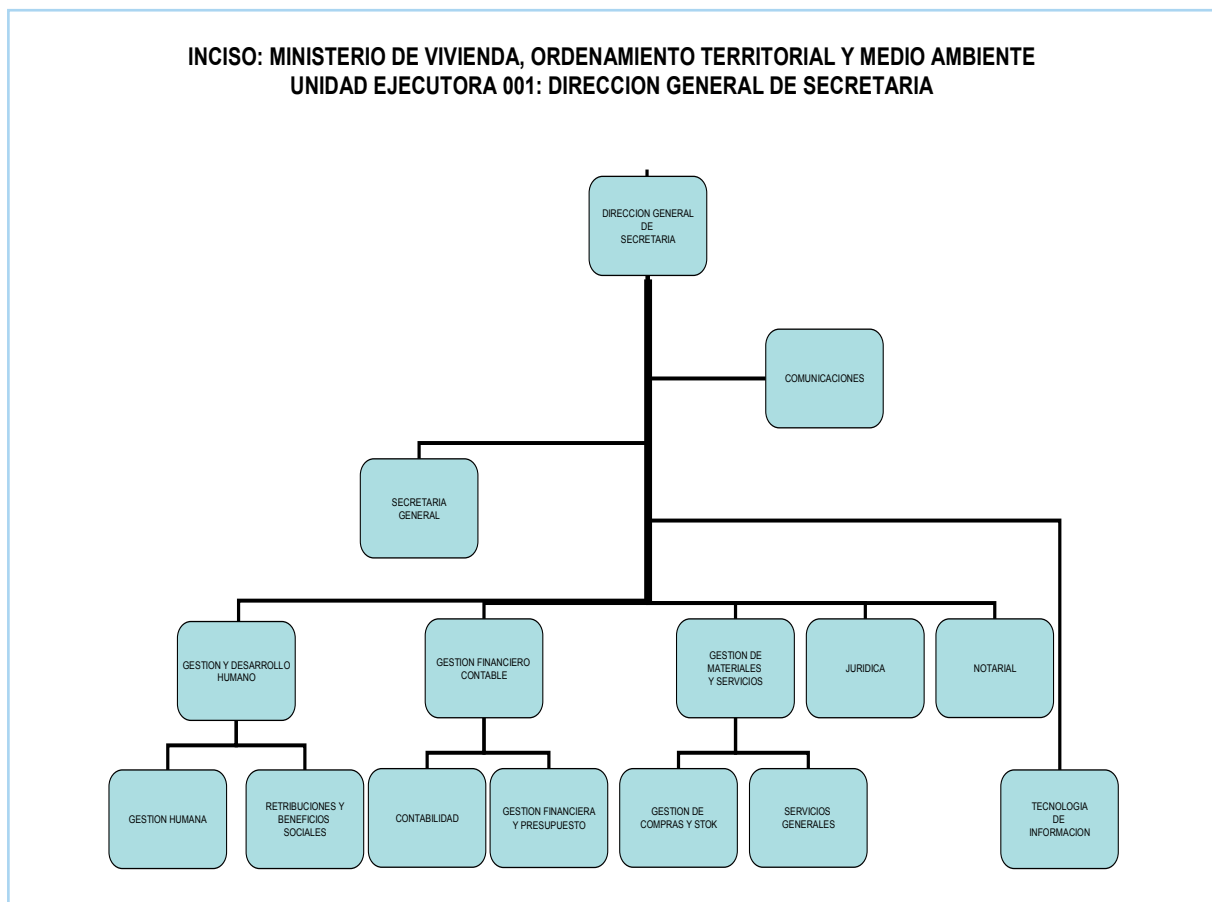 INCISO: MINISTERIO DE VIVIENDA, ORDENAMIENTO TERRITORIAL Y MEDIO AMBIENTE
UNIDAD EJECUTORA 001: DIRECCION GENERAL DE SECRETARIA
DIRECCION GENERAL
DE
SECRETARIA
COMUNICACIONES
SECRETARIA
GENERAL
GESTION Y DESARROLLO
HUMANO
GESTION FINANCIERO
CONTABLE
GESTION DE
MATERIALES
Y SERVICIOS
JURIDICA
NOTARIAL
GESTION HUMANA
RETRIBUCIONES Y
BENEFICIOS
SOCIALES
CONTABILIDAD
GESTION FINANCIERA
Y PRESUPUESTO
GESTION DE
COMPRAS Y STOK
SERVICIOS
GENERALES
TECNOLOGIA
DE
INFORMACION